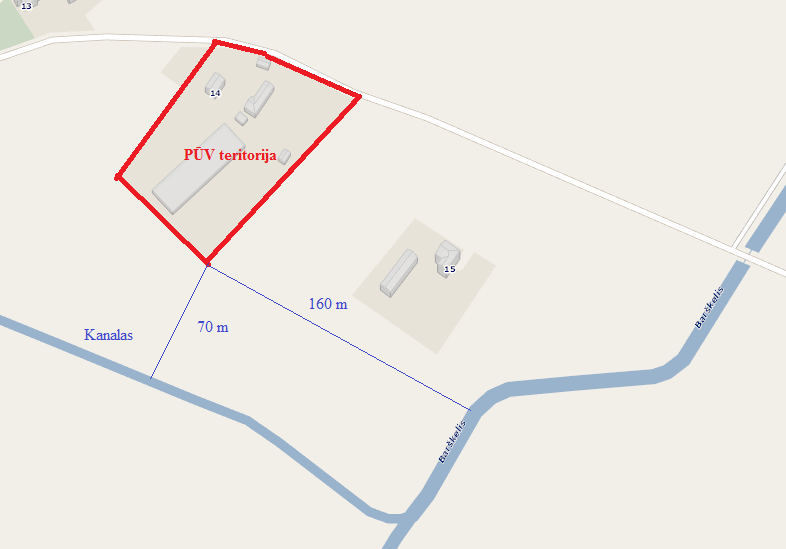 13
14
PŪV teritorija
15
Barškelis
160 m
70 m
Kanalas
Barškelis